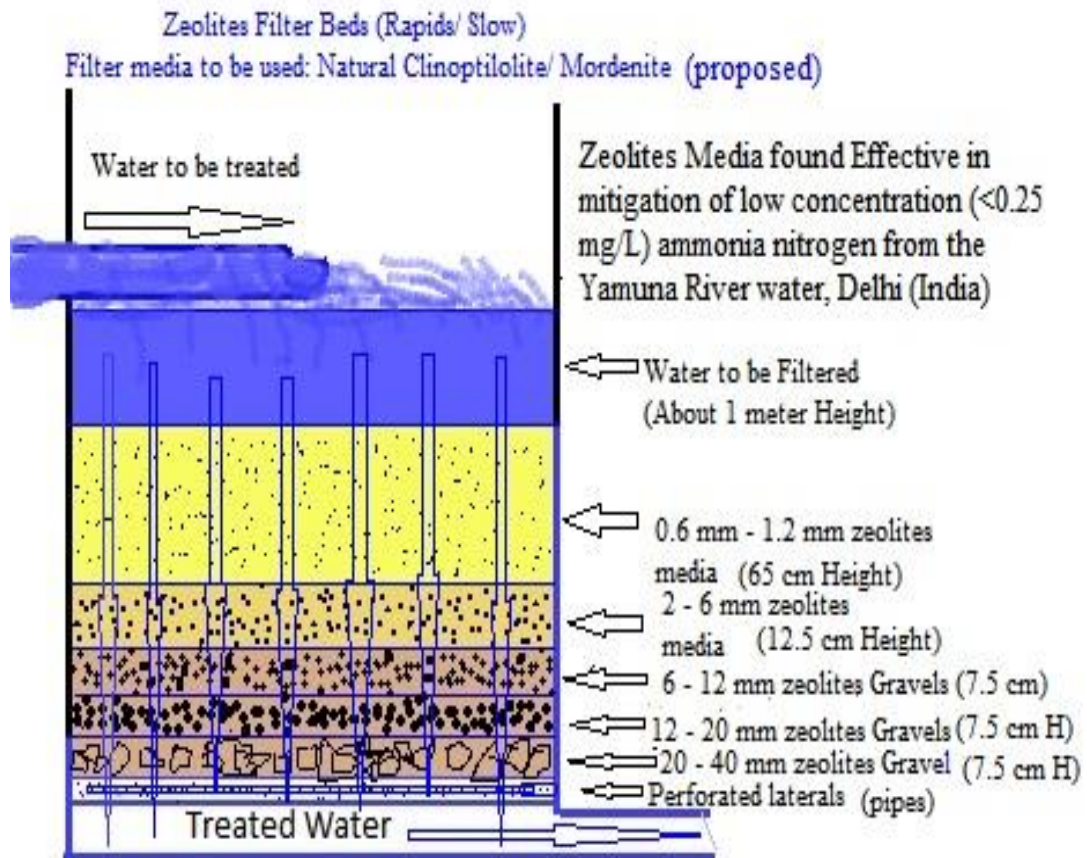 Zeolites Filter Beds (Rapids/ Slow)
Filter media to be used: Natural Clinoptilolite/ Mordenite (proposed)
Water to be treated
Zeolites Media found Effective in
mitigation of low concentration (<0.25
mg/L) ammonia nitrogen from the
Yamuna River water, Delhi (India)
Water to be Filtered
(About 1 meter Height)
0.6 mm - 1.2 mm zeolites
media (65 cm Height)
2 - 6 mm zeolites
media (12.5 cm Height)
6 - 12 mm zeolites Gravels (7.5 cm)
12 - 20 mm zeolites Gravels (7.5 cm H)
20 - 40 mm zeolites Gravel (7.5 cm H)
Perforated laterals (pipes)
Treated Water